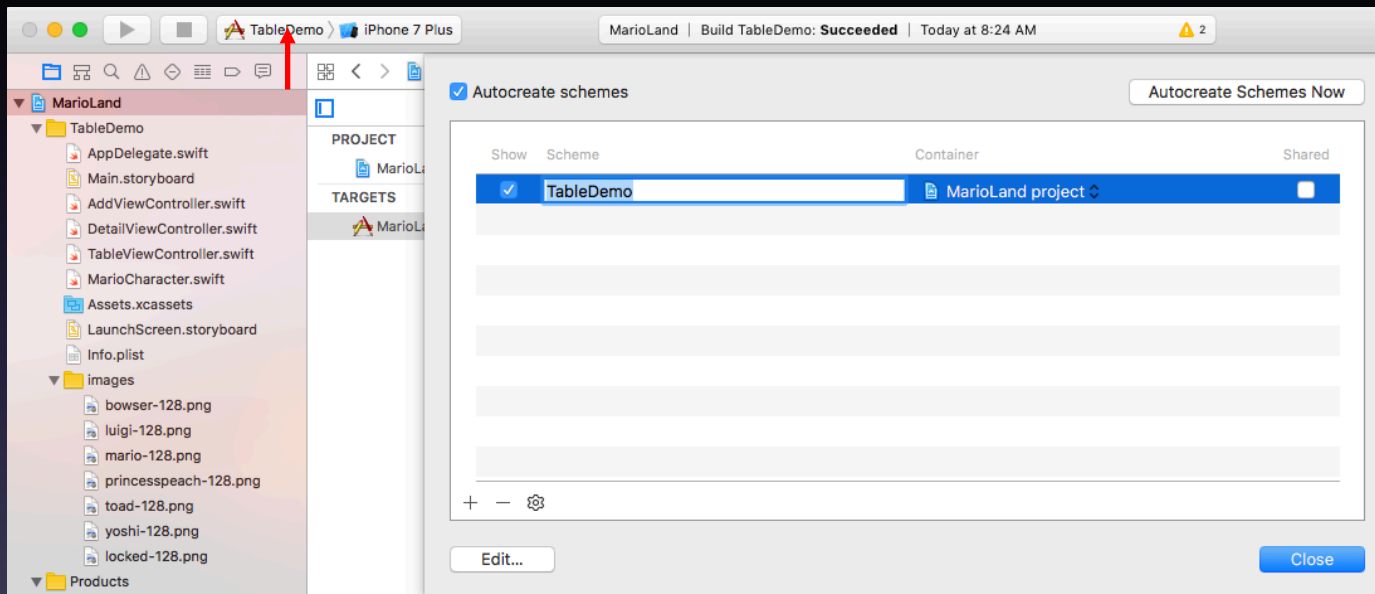 TableDemo 〉 iPhone 7 Plus
MarioLand | Build TableDemo: Succeeded | Today at 8:24 AM
2
MarioLand
TableDemo
AppDelegate.swift
Main.storyboard
AddViewController.swift
DetailViewController.swift
TableViewController.swift
MarioCharacter.swift
Assets.xcassets
LaunchScreen.storyboard
Info.plist
images
bowser-128.png
luigi-128.png
mario-128.png
princesspeach-128.png
toad-128.png
yoshi-128.png
locked-128.png
Products
PROJECT
MarioL
TARGETS
MarioL
Autocreate schemes
Autocreate Schemes Now
Show Scheme Container Shared
TableDemo MarioLand project
Edit...
Close